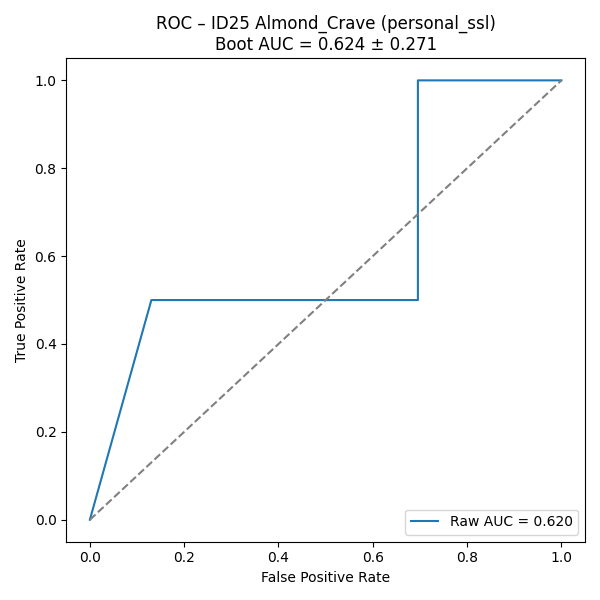 ROC – ID25 Almond_Crave (personal_ssl)
Boot AUC = 0.624 ± 0.271
True Positive Rate
1.0
0.8
0.6
0.4
0.2
0.0
Raw AUC = 0.620
0.0 0.2 0.4 0.6 0.8 1.0
False Positive Rate